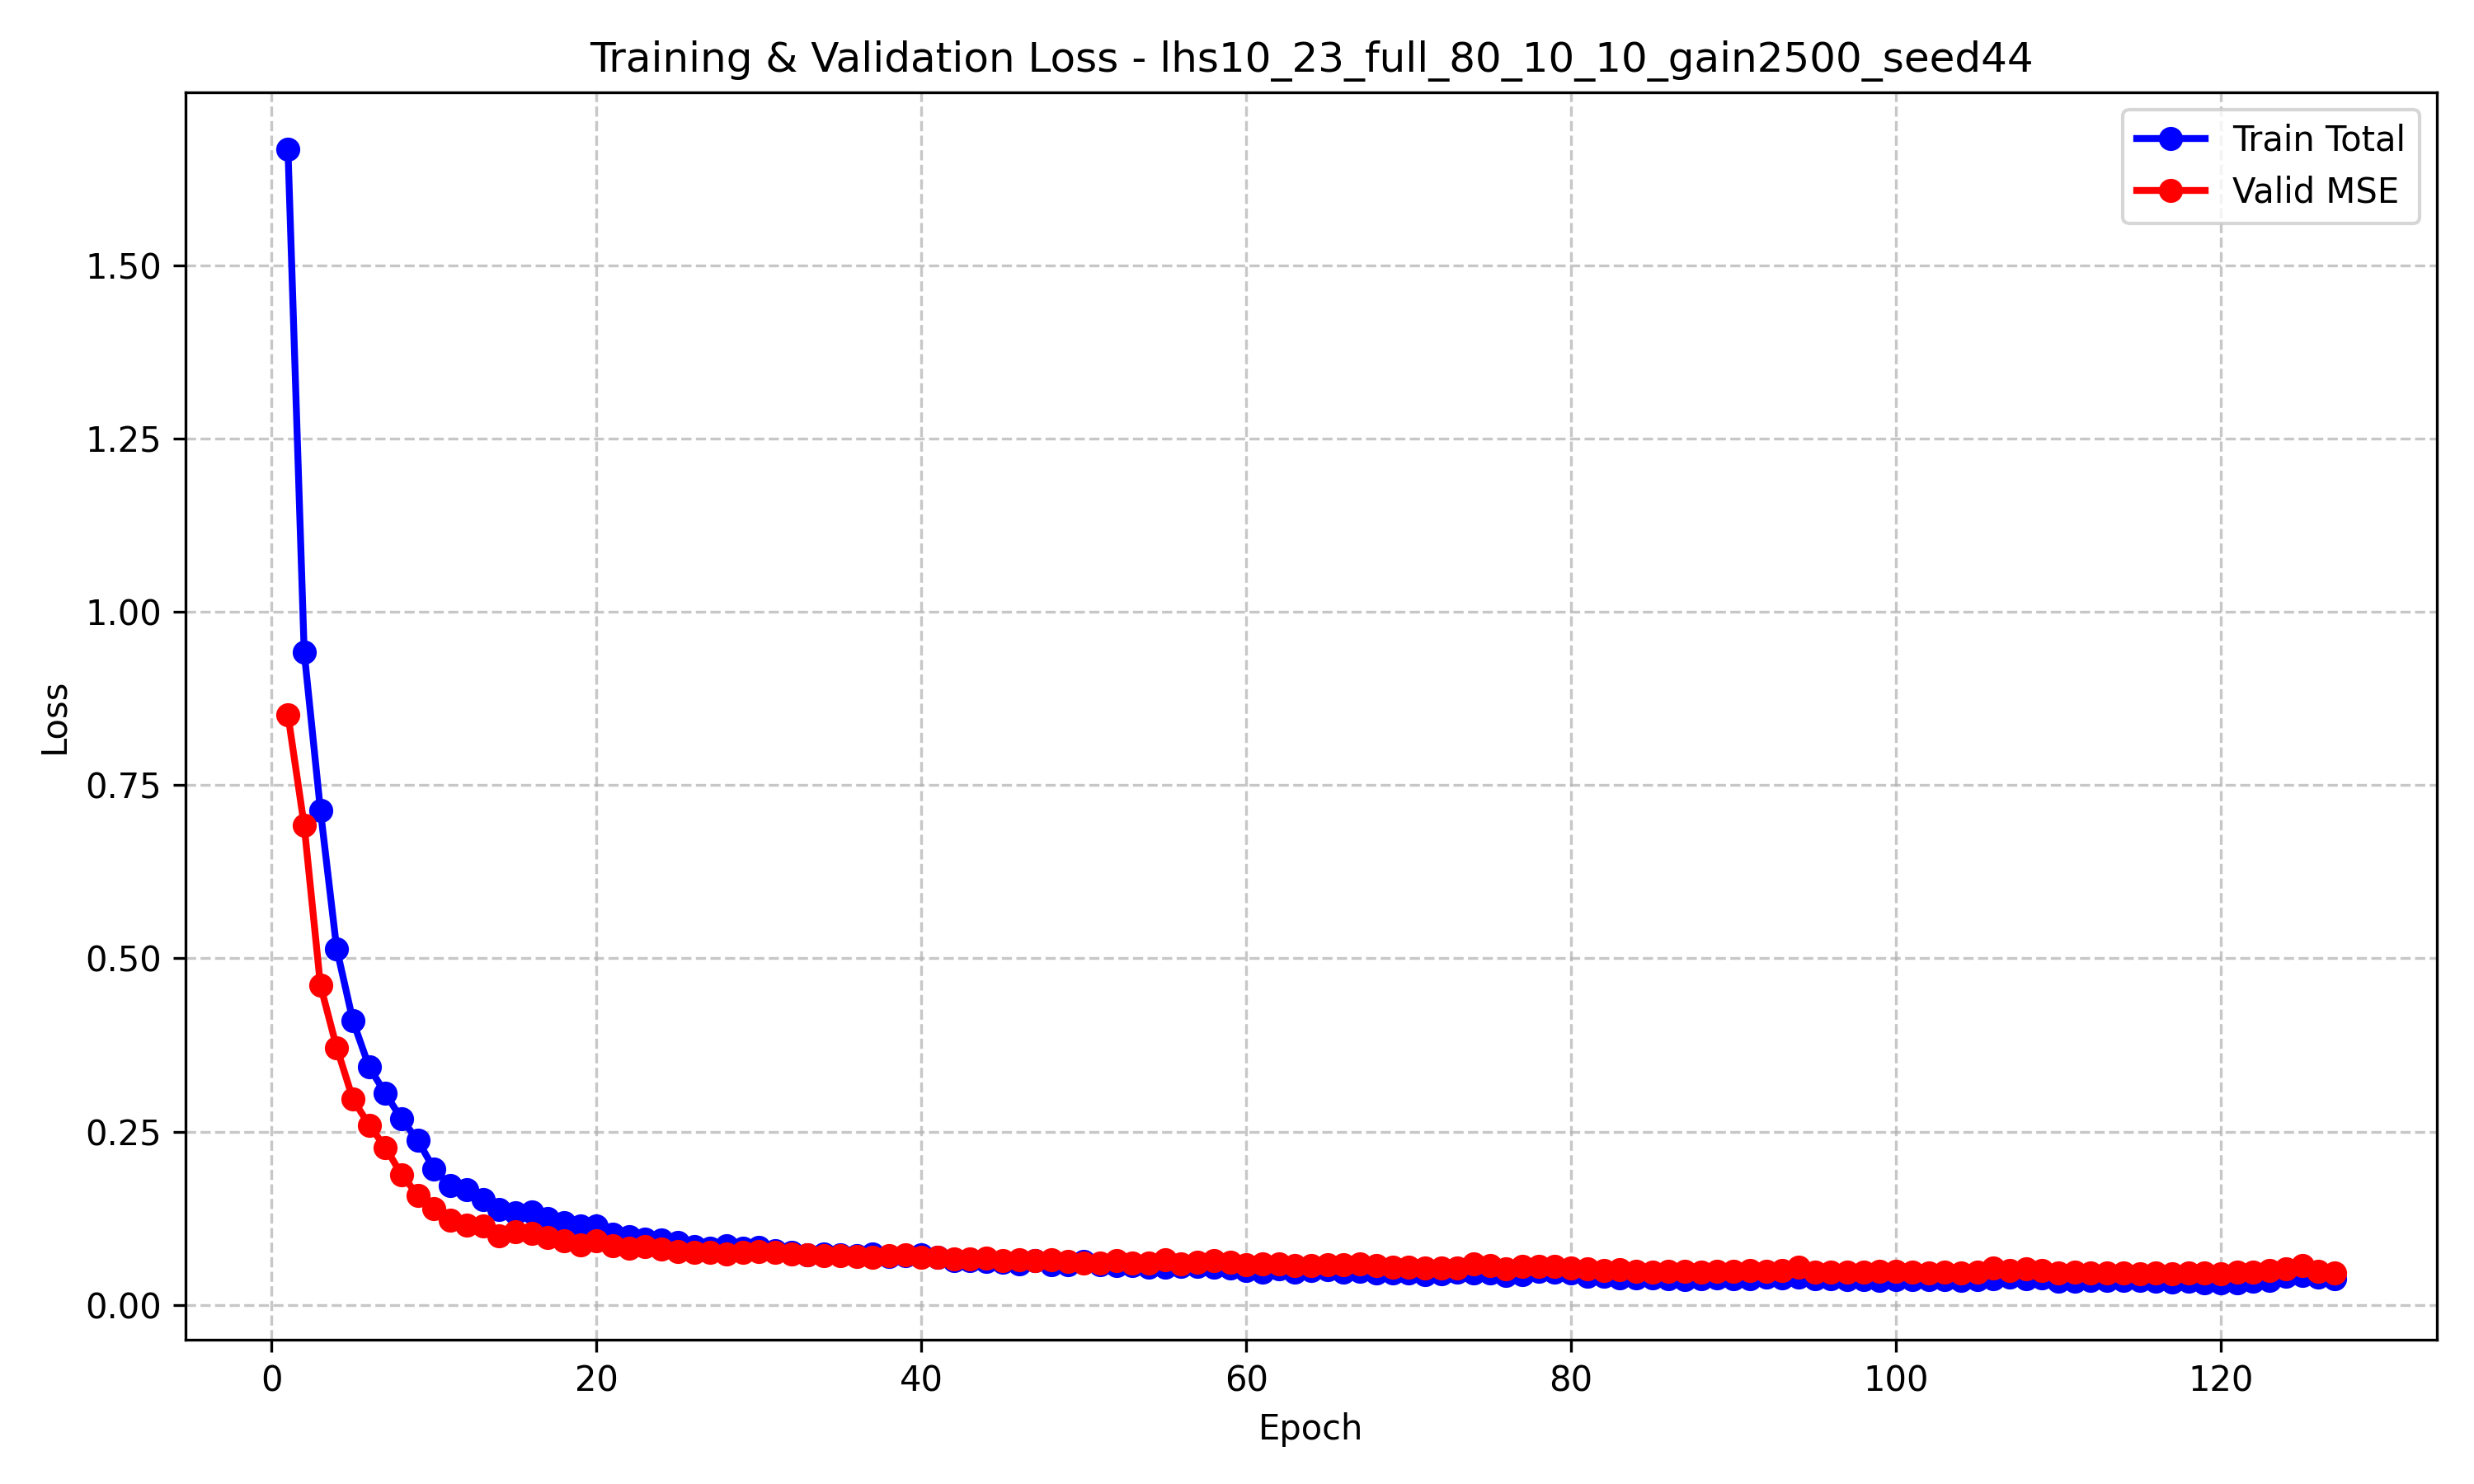 Training & Validation Loss - lhs10_23_full_80_10_10_gain2500_seed44
Train Total
Valid MSE
1.50
1.25
1.00
0.75
0.50
0.25
0.00
Loss
0 20 40 60 80 100 120
Epoch